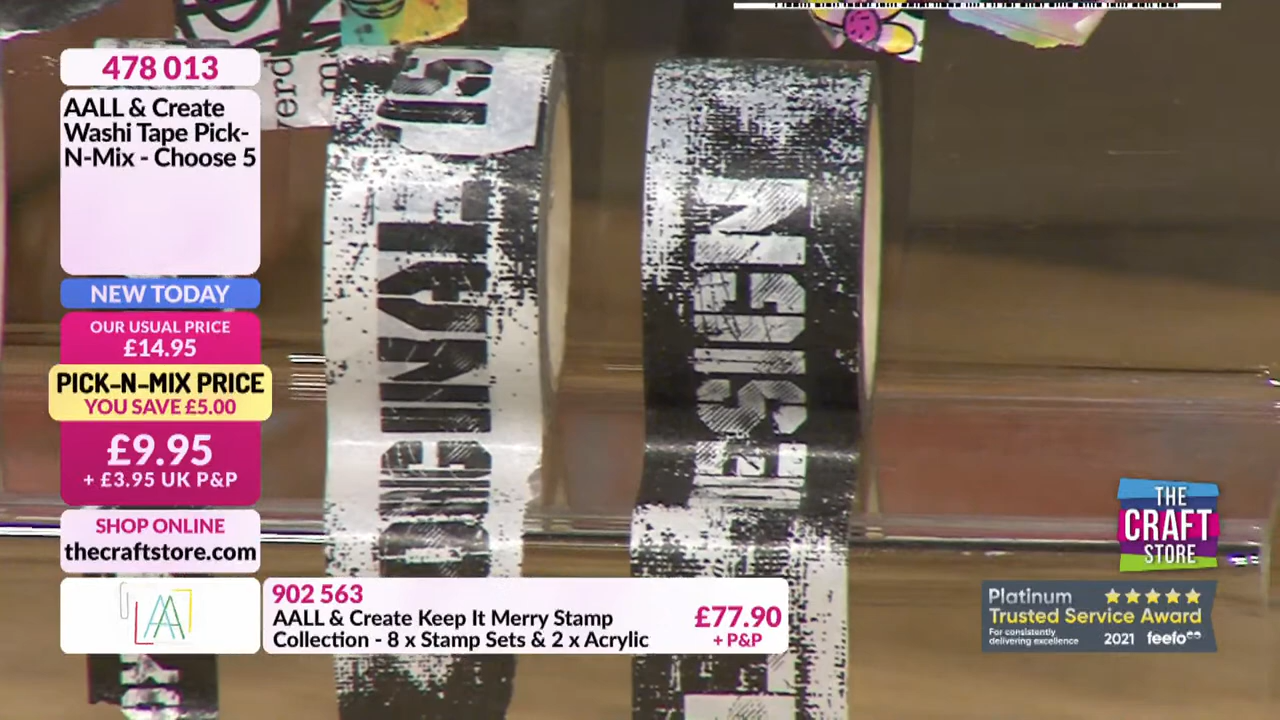 478 013
AALL & Create
Washi Tape Pick-
N-Mix - Choose 5
NEW TODAY
OUR USUAL PRICE
£14.95
PICK-N-MIX PRICE
YOU SAVE £5.00
£9.95
+ £3.95 UK P&P
SHOP ONLINE
thecraftstore.com
902 563
AALL & Create Keep It Merry Stamp
Collection - 8 x Stamp Sets & 2 x Acrylic
£77.90
+ P&P
ORIGINAL
DESIGN
THE
CRAFT
STORE
Platinum
Trusted Service Award
For consistently
delivering excellence
2021 feefo